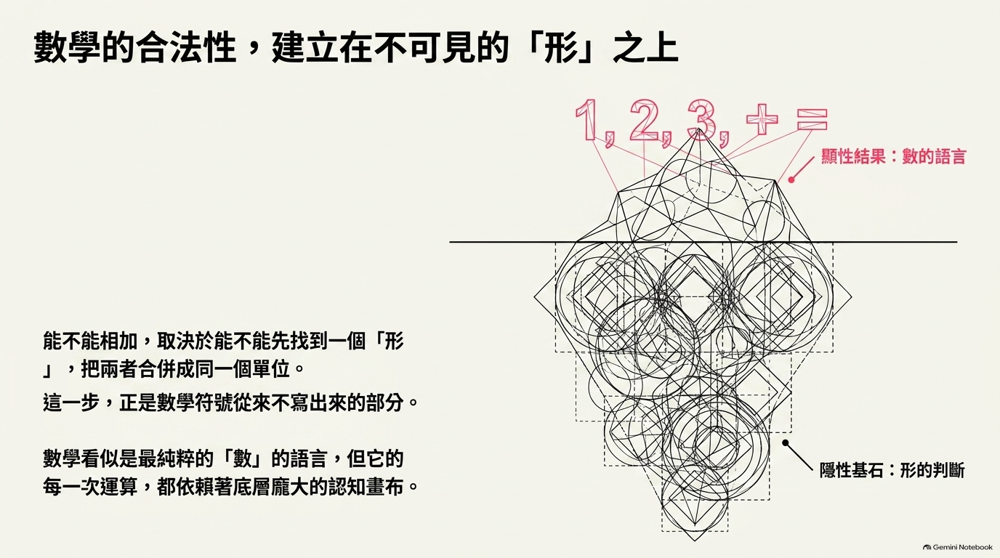 數學的合法性，建立在不可見的「形」之上
1, 2, 3, + =
顯性結果：數的語言
能不能相加，取決於能不能先找到一個「形
」，把兩者合併成同一個單位。
這一步，正是數學符號從來不寫出來的部分。
數學看似是最純粹的「數」的語言，但它的
每一次運算，都依賴著底層龐大的認知畫布。
隱性基石：形的判斷
Gemini Notebook